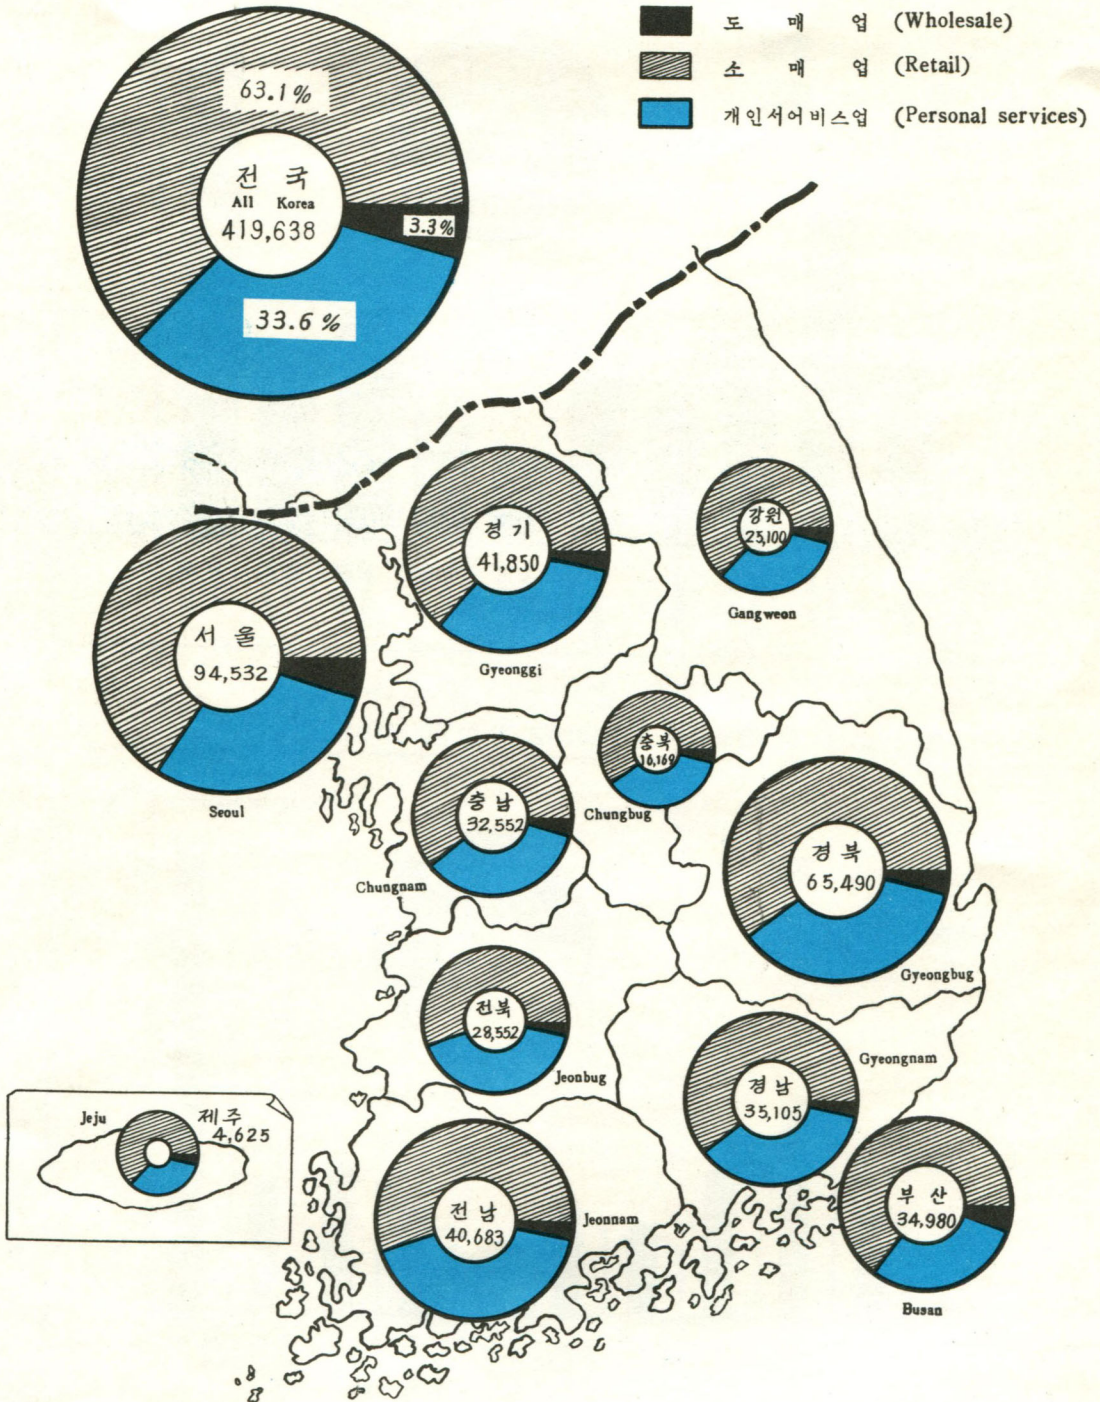 도 매 업 (Wholesale)
소 매 업 (Retail)
개인서어비스업 (Personal services)
63.1%
전 국
All Korea
419,638
3.3%
33.6%
경기
41,850
Gyeonggi
강원
25,100
Gangweon
서울
94,532
Seoul
충북
16,169
Chungbug
충남
32,552
Chungnam
경북
65,490
Gyeongbug
전북
28,552
Jeonbug
경남
35,105
Gyeongnam
Jeju
제주
4,625
전남
40,683
Jeonnam
부산
34,980
Busan